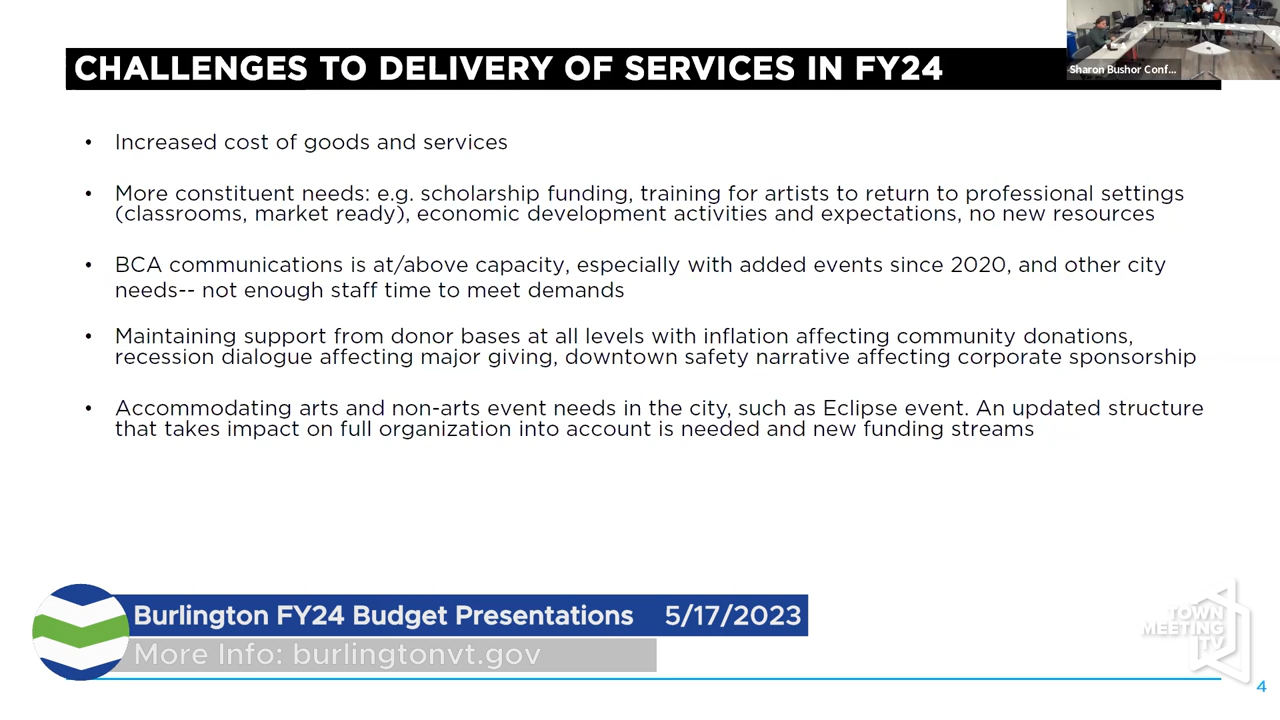 CHALLENGES TO DELIVERY OF SERVICES IN FY24
Sharon Bushor Conf...
• Increased cost of goods and services
• More constituent needs: e.g. scholarship funding, training for artists to return to professional settings
(classrooms, market ready), economic development activities and expectations, no new resources
• BCA communications is at/above capacity, especially with added events since 2020, and other city
needs-- not enough staff time to meet demands
• Maintaining support from donor bases at all levels with inflation affecting community donations,
recession dialogue affecting major giving, downtown safety narrative affecting corporate sponsorship
• Accommodating arts and non-arts event needs in the city, such as Eclipse event. An updated structure
that takes impact on full organization into account is needed and new funding streams
Burlington FY24 Budget Presentations 5/17/2023
More Info: burlingtonvt.gov
TOWN
MEETING
TV
4